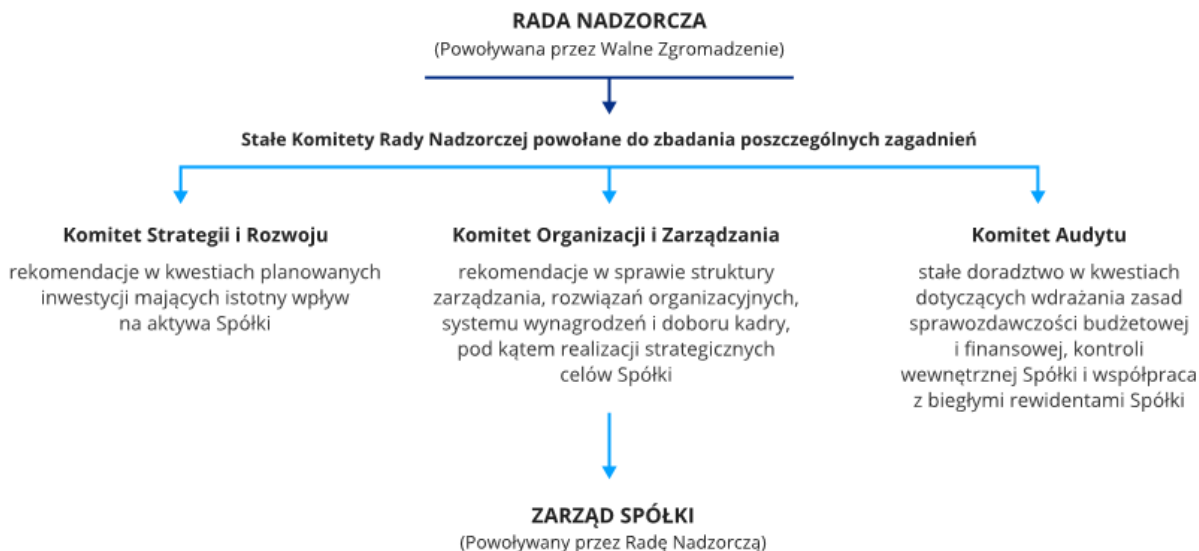 RADA NADZORCZA
(Powoływana przez Walne Zgromadzenie)
Stałe Komitety Rady Nadzorczej powołane do zbadania poszczególnych zagadnień
Komitet Strategii i Rozwoju
rekomendacje w kwestiach planowanych
inwestycji mających istotny wpływ
na aktywa Spółki
Komitet Organizacji i Zarządzania
rekomendacje w sprawie struktury
zarządzania, rozwiązań organizacyjnych,
systemu wynagrodzeń i doboru kadry,
pod kątem realizacji strategicznych
celów Spółki
Komitet Audytu
stałe doradztwo w kwestiach
dotyczących wdrażania zasad
sprawozdawczości budżetowej
i finansowej, kontroli
wewnętrznej Spółki i współpraca
z biegłymi rewidentami Spółki
ZARZĄD SPÓŁKI
(Powoływany przez Radę Nadzorczą)